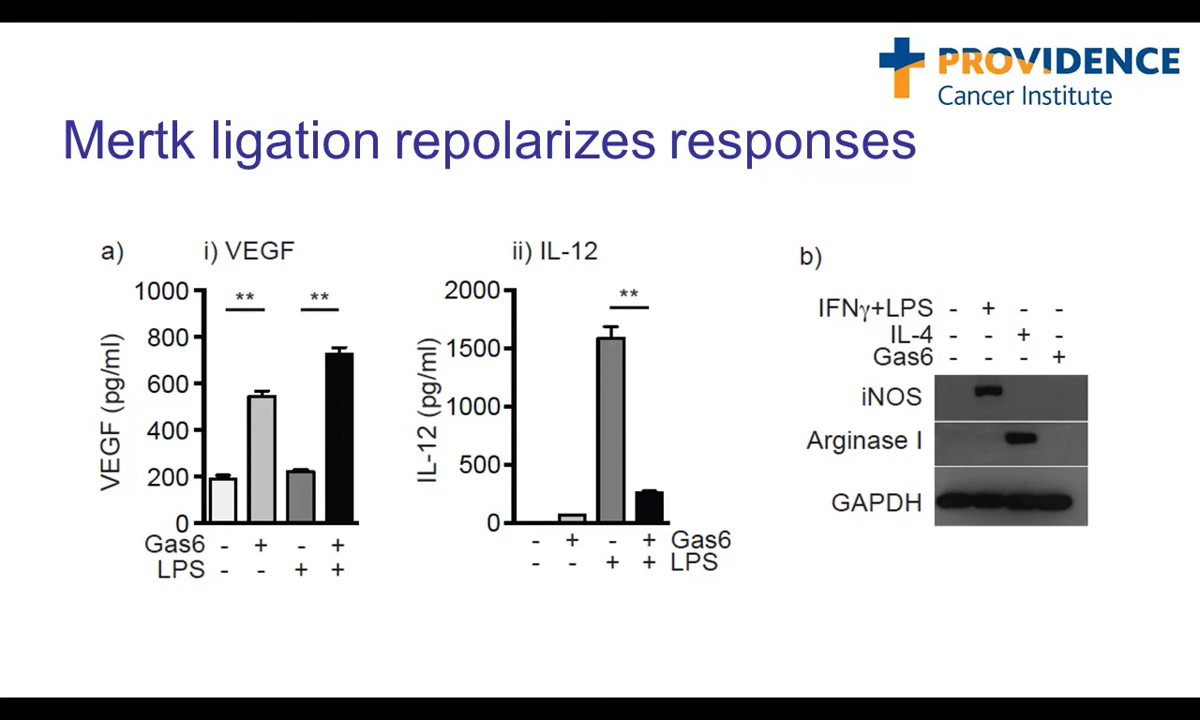 PROVIDENCE
Cancer Institute
Mertk ligation repolarizes responses
a)
i) VEGF
1000
800
600
400
200
0
VEGF (pg/ml)
** **
Gas6 - + - +
LPS - - + +
ii) IL-12
2000
1500
1000
500
0
IL-12 (pg/ml)
**
- + - + Gas6
- - + + LPS
b)
IFNγ+LPS - + - -
IL-4 - - + -
Gas6 - - - +
iNOS
Arginase I
GAPDH